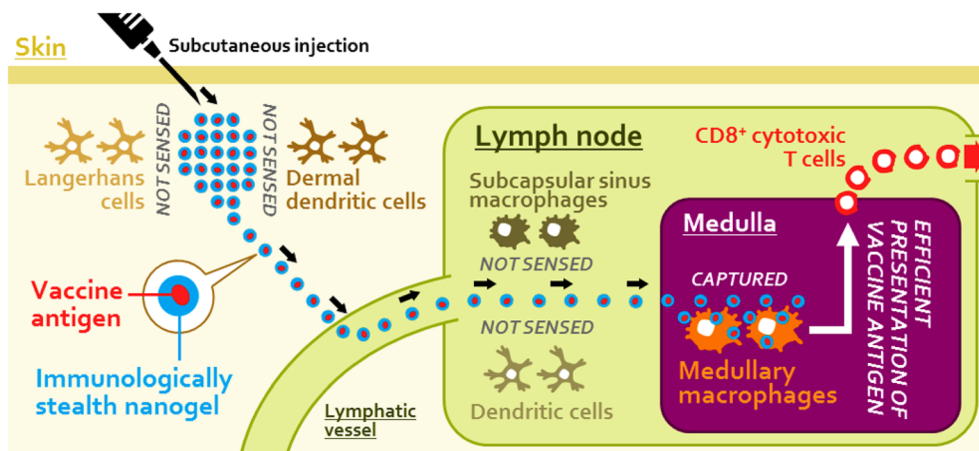 Skin
Subcutaneous injection
NOT SENSED
NOT SENSED
Langerhans
cells
Dermal
dendritic cells
Vaccine
antigen
Immunologically
stealth nanogel
Lymphatic
vessel
Lymph node
Subcapsular sinus
macrophages
NOT SENSED
NOT SENSED
Dendritic cells
Medulla
CAPTURED
Medullary
macrophages
EFFICIENT
PRESENTATION OF
VACCINE ANTIGEN
CD8⁺ cytotoxic
T cells